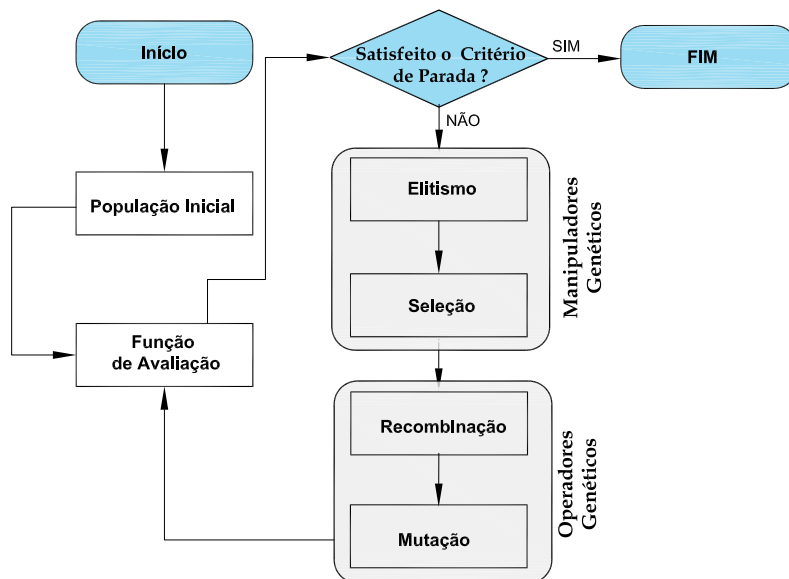 Início
Satisfeito o Critério
de Parada ?
SIM
FIM
NÃO
População Inicial
Elitismo
Seleção
Manipuladores
Genéticos
Função
de Avaliação
Recombinação
Mutação
Operadores
Genéticos